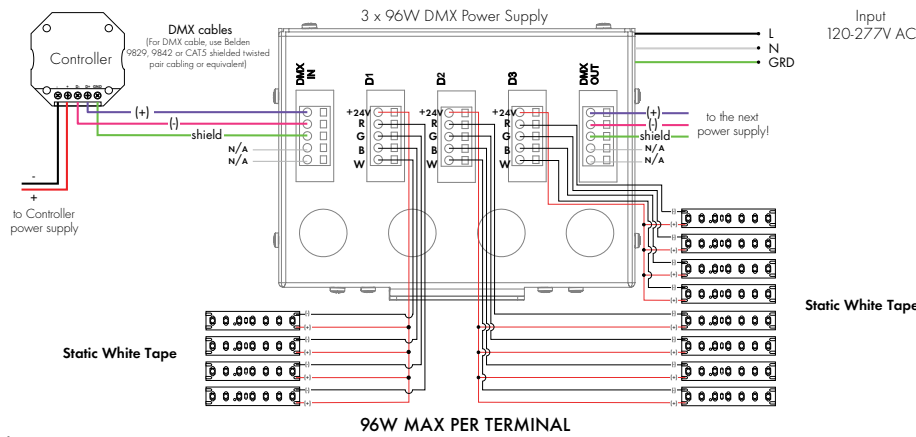 3 x 96W DMX Power Supply
Input
120-277V AC
DMX cables
(For DMX cable, use Belden
9829, 9842 or CAT5 shielded twisted
pair cabling or equivalent)
Controller
- + D- D+ GND
L
N
GRD
DMX
IN
D1
D2
D3
DMX
OUT
+24V
R
G
B
W
+24V
R
G
B
W
+24V
R
G
B
W
(+)
(-)
shield
N/A
N/A
(+)
(-)
shield
N/A
N/A
to the next
power supply!
-
+
to Controller
power supply
(-)
(+)
(-)
(+)
(-)
(+)
(-)
(+)
(-)
(+)
(-)
(+)
(-)
(+)
(-)
(+)
Static White Tape
(-)
(+)
(-)
(+)
(-)
(+)
(-)
(+)
Static White Tape
96W MAX PER TERMINAL